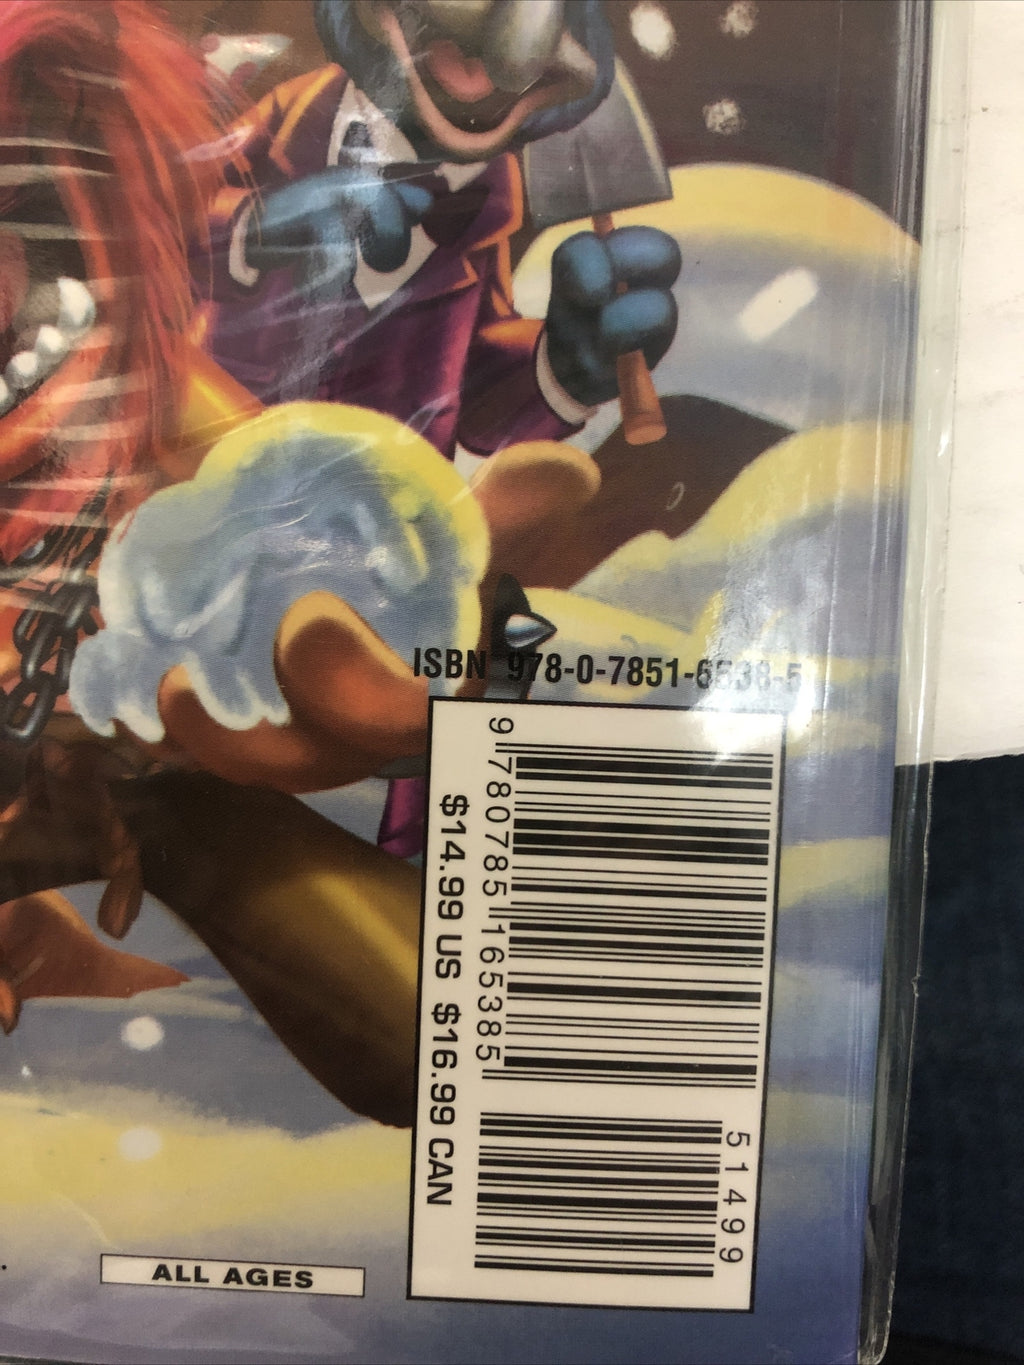 ISBN 978-0-7851-6538-5
9 780785 165385
$14.99 US $16.99 CAN
51499
ALL AGES